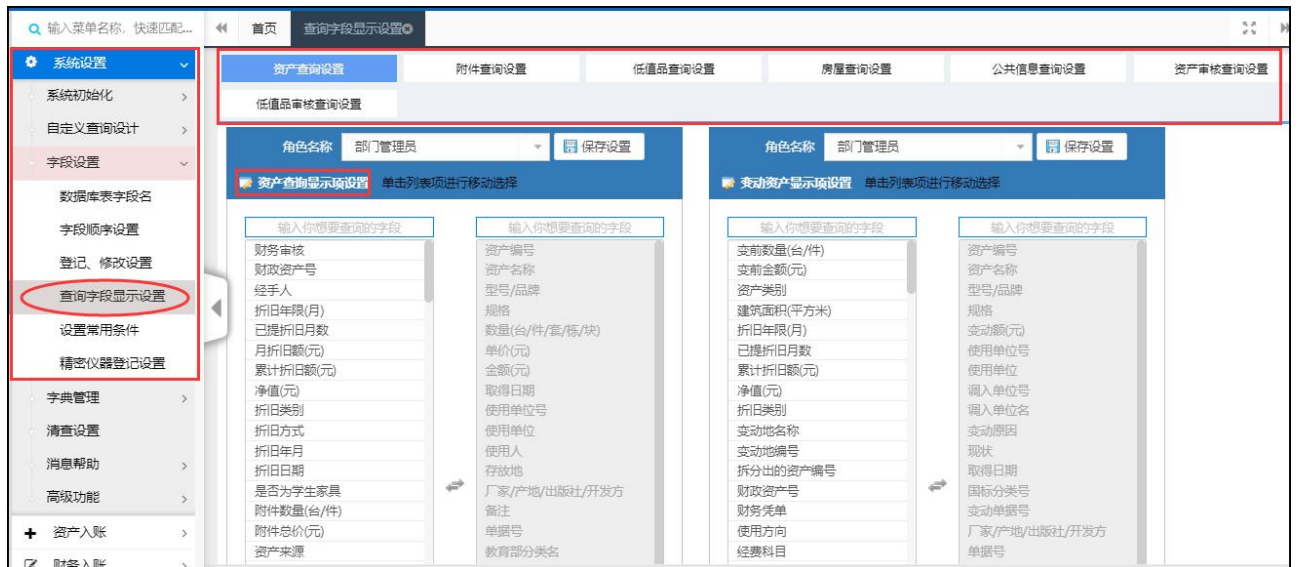 输入菜单名称，快速匹配...
首页 查询字段显示设置
系统设置
系统初始化
自定义查询设计
字段设置
数据库表字段名
字段顺序设置
登记、修改设置
查询字段显示设置
设置常用条件
精密仪器登记设置
字典管理
清查设置
消息帮助
高级功能
资产入账
财务入账
资产查询设置 附件查询设置 低值品查询设置 房屋查询设置 公共信息查询设置 资产审核查询设置
低值品审核查询设置
角色名称 部门管理员 保存设置
资产查询显示项设置 单击列表项进行移动选择
输入你想要查询的字段
财务审核
财政资产号
经手人
折旧年限(月)
已提折旧月数
月折旧额(元)
累计折旧额(元)
净值(元)
折旧类别
折旧方式
折旧年月
折旧日期
是否为学生家具
附件数量(台/件)
附件总价(元)
资产来源
输入你想要查询的字段
资产编号
资产名称
型号/品牌
规格
数量(台/件/套/栋/块)
单价(元)
金额(元)
取得日期
使用单位号
使用单位
使用人
存放地
厂家/产地/出版社/开发方
备注
单据号
教育部分类名
角色名称 部门管理员 保存设置
变动资产显示项设置 单击列表项进行移动选择
输入你想要查询的字段
变前数量(台/件)
变前金额(元)
资产类别
建筑面积(平方米)
折旧年限(月)
已提折旧月数
累计折旧额(元)
净值(元)
折旧类别
变动地名称
变动地编号
拆分出的资产编号
财政资产号
财务凭单
使用方向
经费科目
输入你想要查询的字段
资产编号
资产名称
型号/品牌
规格
变动额(元)
使用单位号
使用单位
调入单位号
调入单位名
变动原因
现状
取得日期
国标分类号
变动单据号
厂家/产地/出版社/开发方
单据号